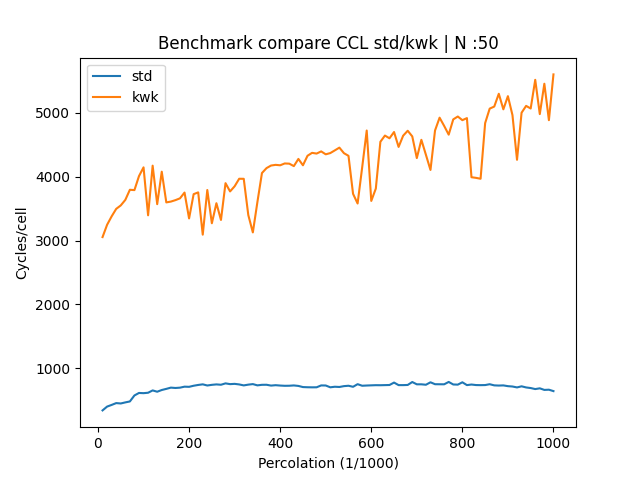 Benchmark compare CCL std/kwk | N :50
std
kwk
Cycles/cell
5000
4000
3000
2000
1000
0
200
400
600
800
1000
Percolation (1/1000)